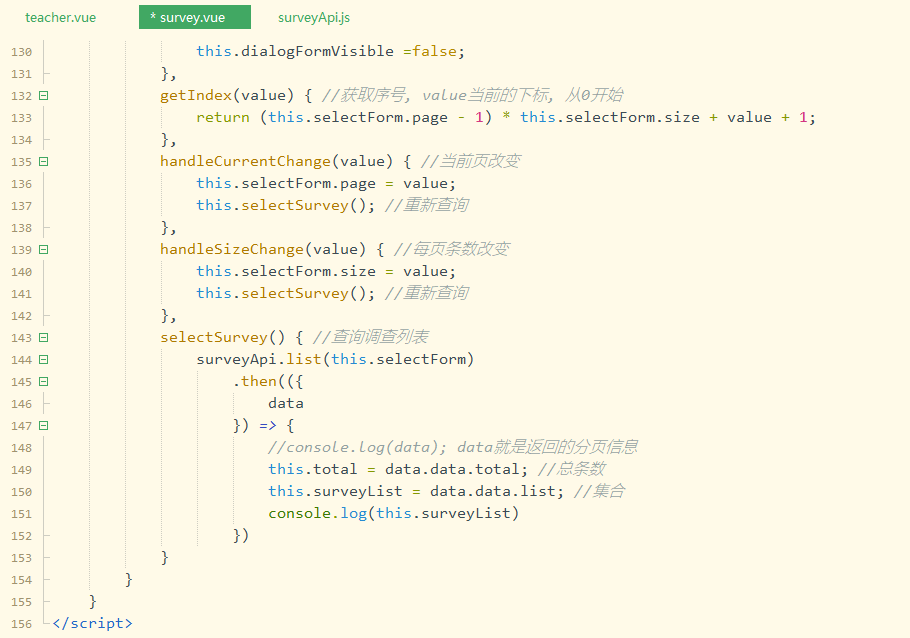 teacher.vue * survey.vue surveyApi.js
130 this.dialogFormVisible =false;
131 },
132 getIndex(value) { //获取序号, value当前的下标, 从0开始
133 return (this.selectForm.page - 1) * this.selectForm.size + value + 1;
134 },
135 handleCurrentChange(value) { //当前页改变
136 this.selectForm.page = value;
137 this.selectSurvey(); //重新查询
138 },
139 handleSizeChange(value) { //每页条数改变
140 this.selectForm.size = value;
141 this.selectSurvey(); //重新查询
142 },
143 selectSurvey() { //查询调查列表
144 surveyApi.list(this.selectForm)
145 .then(({
146 data
147 }) => {
148 //console.log(data); data就是返回的分页信息
149 this.total = data.data.total; //总条数
150 this.surveyList = data.data.list; //集合
151 console.log(this.surveyList)
152 })
153 }
154 }
155 }
156 </script>